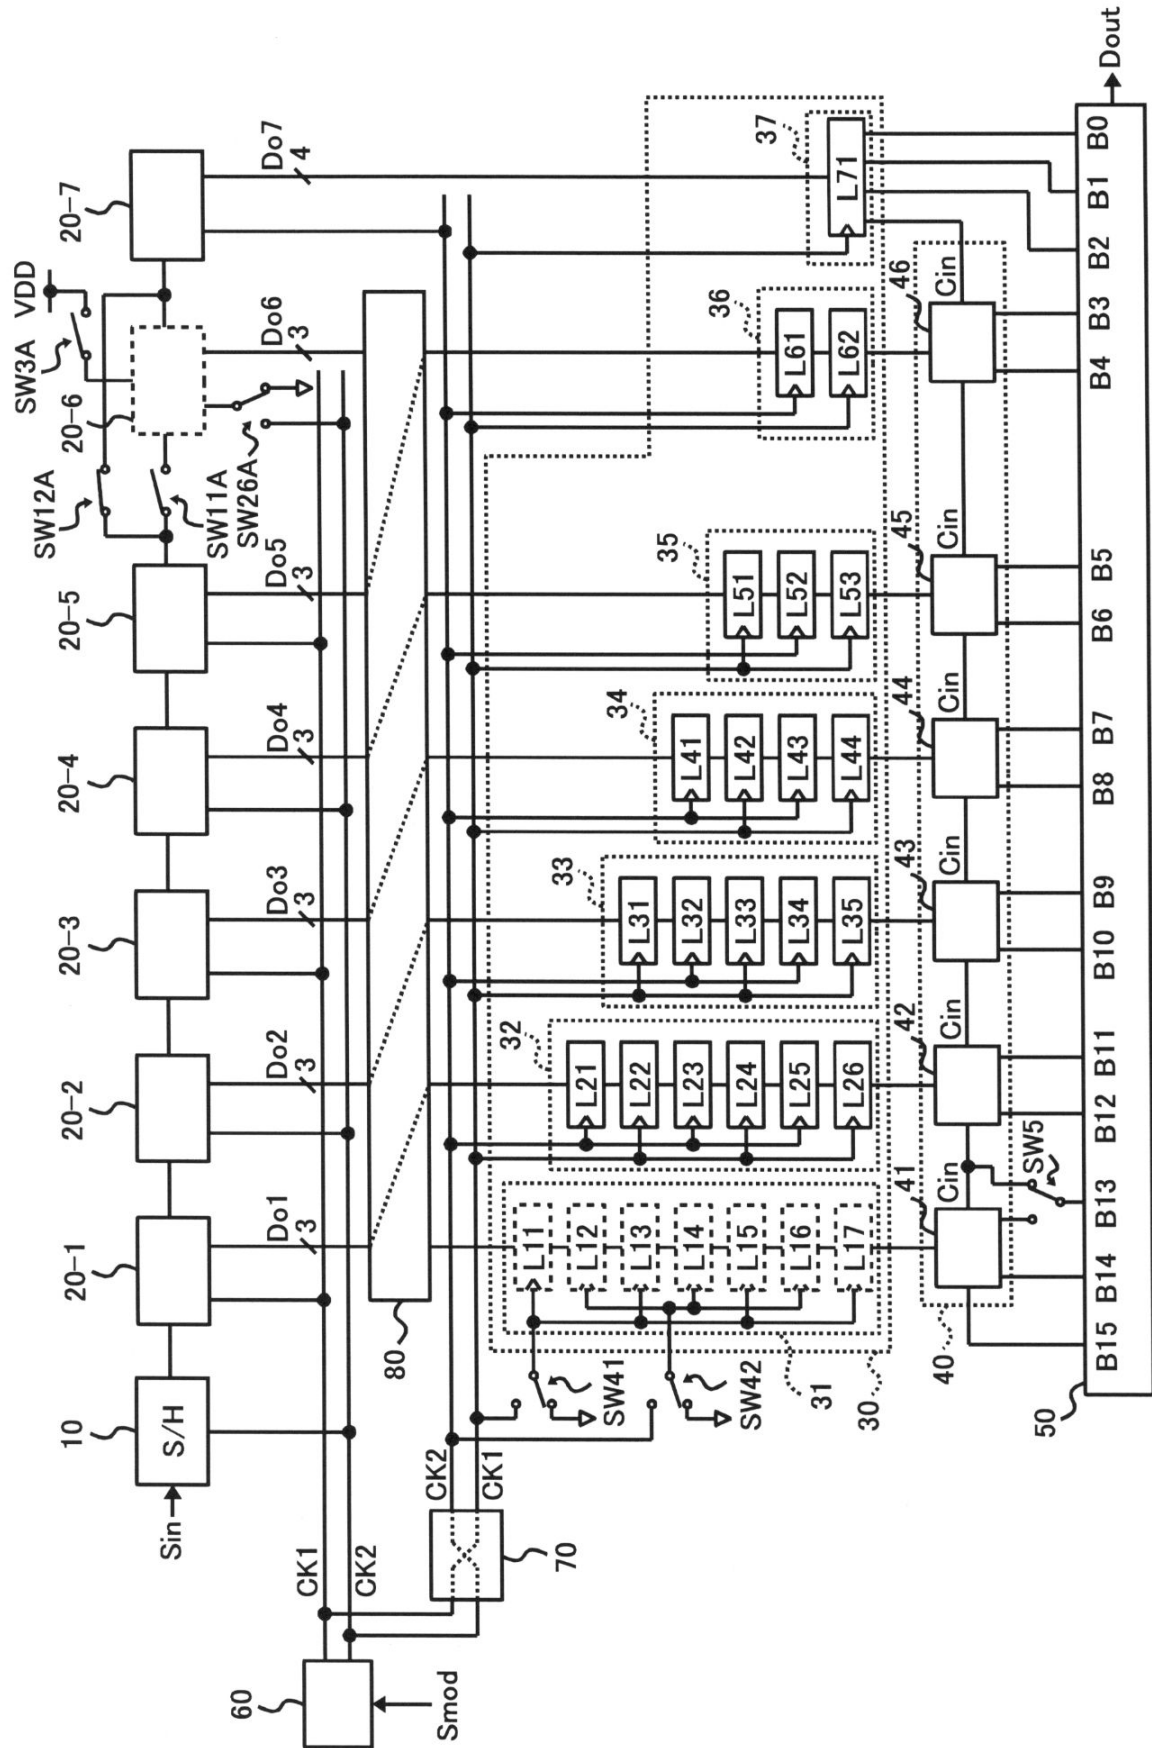 Sin
10
S/H
20-1
20-2
20-3
20-4
20-5
SW12A
SW11A
SW26A
20-6
SW3A
VDD
20-7
60
Smod
CK1
CK2
Do1
3
Do2
3
Do3
3
Do4
3
Do5
3
Do6
3
Do7
4
80
70
CK2
CK1
SW41
SW42
31
30
L11
L12
L13
L14
L15
L16
L17
32
L21
L22
L23
L24
L25
L26
33
L31
L32
L33
L34
L35
34
L41
L42
L43
L44
35
L51
L52
L53
36
L61
L62
37
L71
40
41
Cin
42
Cin
43
Cin
44
Cin
45
Cin
46
Cin
SW5
50
B15
B14
B13
B12
B11
B10
B9
B8
B7
B6
B5
B4
B3
B2
B1
B0
Dout